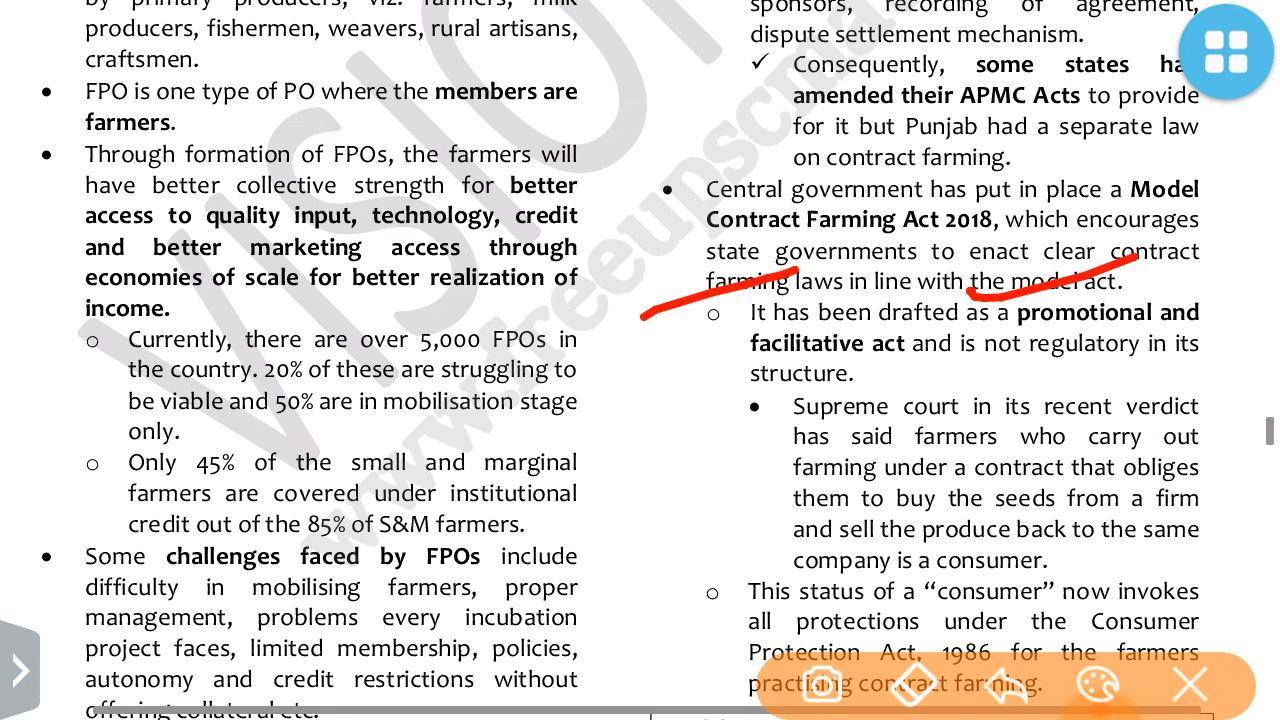 by primary producers, viz. farmers, milk
producers, fishermen, weavers, rural artisans,
craftsmen.
• FPO is one type of PO where the members are
farmers.
• Through formation of FPOs, the farmers will
have better collective strength for better
access to quality input, technology, credit
and better marketing access through
economies of scale for better realization of
income.
o Currently, there are over 5,000 FPOs in
the country. 20% of these are struggling to
be viable and 50% are in mobilisation stage
only.
o Only 45% of the small and marginal
farmers are covered under institutional
credit out of the 85% of S&M farmers.
• Some challenges faced by FPOs include
difficulty in mobilising farmers, proper
management, problems every incubation
project faces, limited membership, policies,
autonomy and credit restrictions without
offering collateral etc.
sponsors, recording of agreement,
dispute settlement mechanism.
✓ Consequently, some states ha
amended their APMC Acts to provide
for it but Punjab had a separate law
on contract farming.
• Central government has put in place a Model
Contract Farming Act 2018, which encourages
state governments to enact clear contract
farming laws in line with the model act.
o It has been drafted as a promotional and
facilitative act and is not regulatory in its
structure.
• Supreme court in its recent verdict
has said farmers who carry out
farming under a contract that obliges
them to buy the seeds from a firm
and sell the produce back to the same
company is a consumer.
o This status of a “consumer” now invokes
all protections under the Consumer
Protection Act, 1986 for the farmers
practising contract farming.
VISION